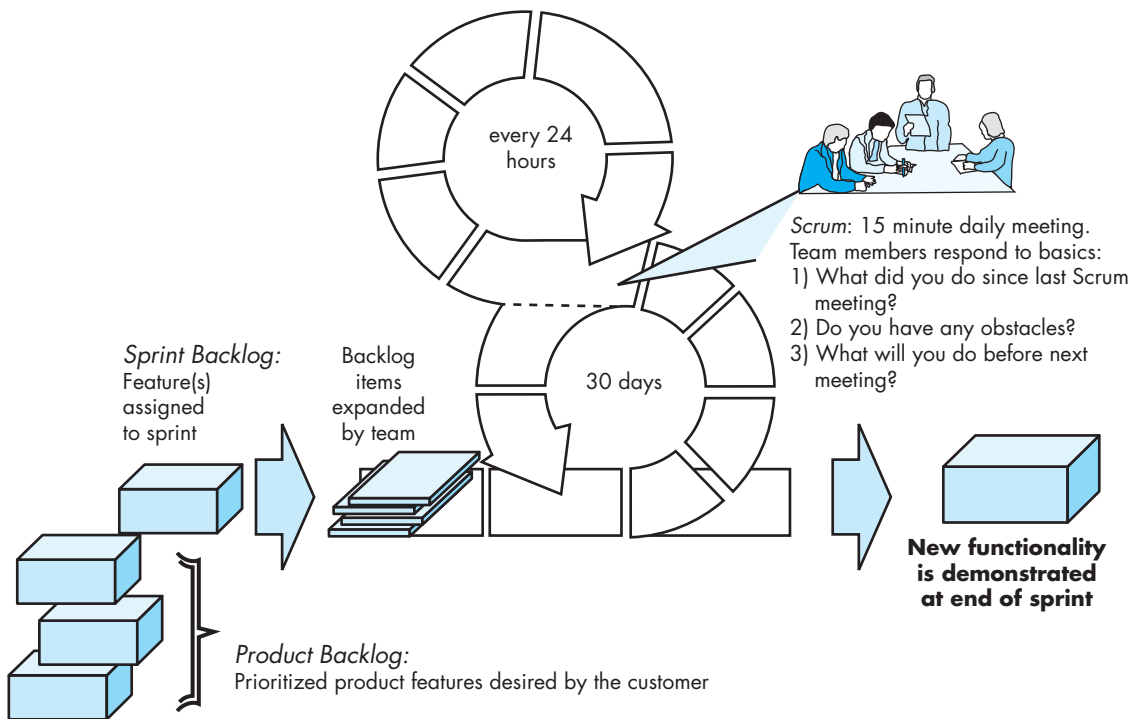 every 24
hours
Scrum: 15 minute daily meeting.
Team members respond to basics:
1) What did you do since last Scrum
meeting?
2) Do you have any obstacles?
3) What will you do before next
meeting?
Sprint Backlog:
Feature(s)
assigned
to sprint
Backlog
items
expanded
by team
30 days
New functionality
is demonstrated
at end of sprint
Product Backlog:
Prioritized product features desired by the customer